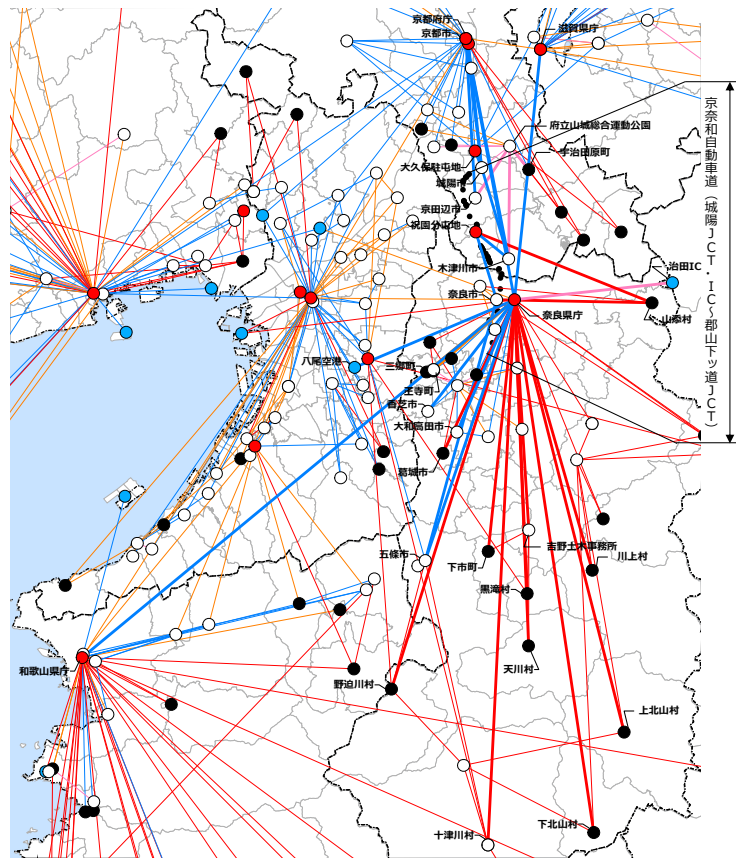 京都府庁
京都市
滋賀県庁
府立山城総合運動公園
宇治田原町
大久保駐屯地
城陽市
京田辺市
祝園分屯地
木津川市
治田IC
奈良市
奈良県庁
山添村
京奈和自動車道(城陽JCT・IC~郡山下ッ道JCT)
八尾空港
三郷町
王寺町
香芝市
大和高田市
葛城市
五條市
下市町
吉野土木事務所
川上村
黒滝村
天川村
和歌山県庁
野迫川村
上北山村
十津川村
下北山村